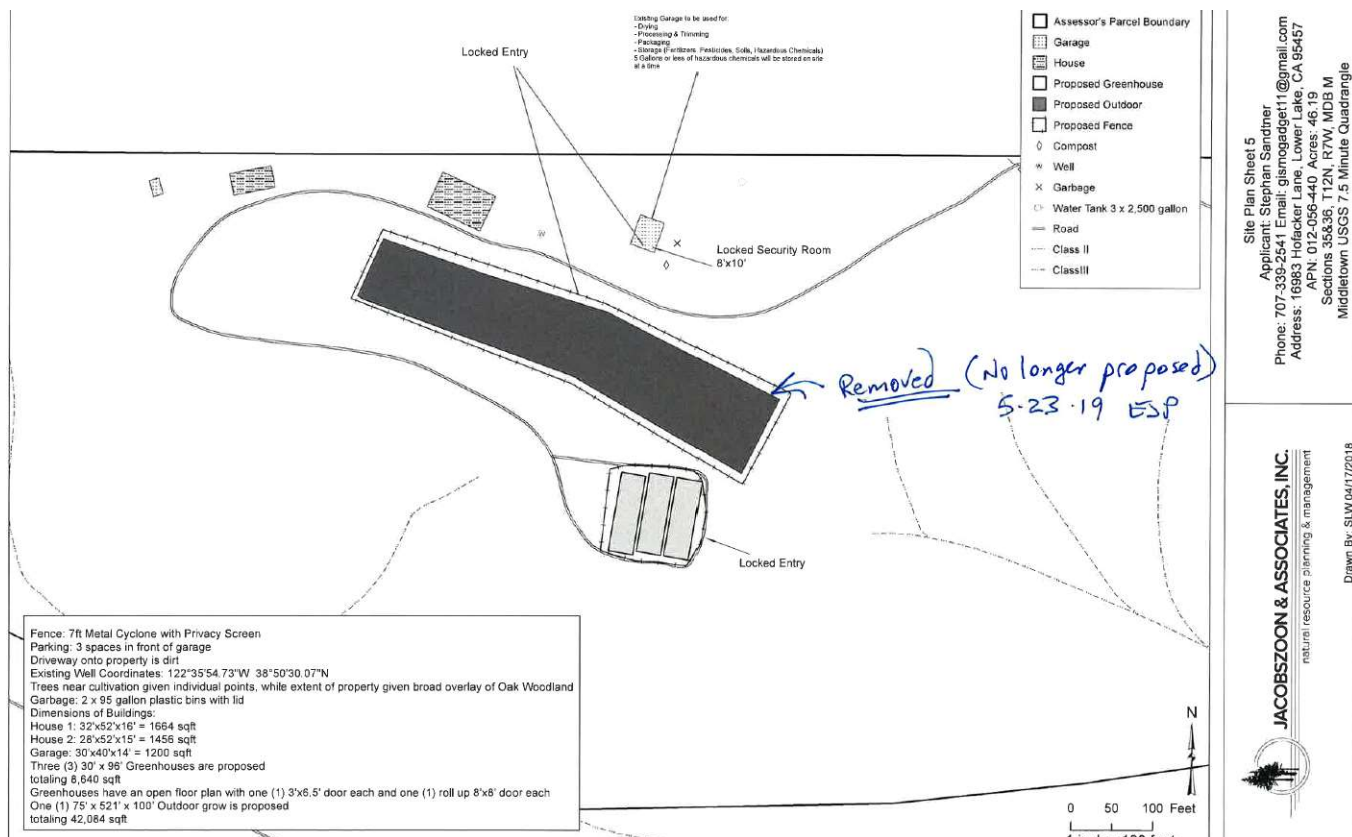 Existing Garage to be used for:
- Drying
- Processing & Trimming
- Packaging
- Storage (Fertilizers, Pesticides, Soils, Hazardous Chemicals)
5 Gallons or less of hazardous chemicals will be stored on site
at a time
Locked Entry
Assessor's Parcel Boundary
Garage
House
Proposed Greenhouse
Proposed Outdoor
Proposed Fence
Compost
Well
Garbage
Water Tank 3 x 2,500 gallon
Road
Class II
ClassIII
Locked Security Room
8'x10'
Removed (No longer proposed)
5.23.19 ESP
Locked Entry
Fence: 7ft Metal Cyclone with Privacy Screen
Parking: 3 spaces in front of garage
Driveway onto property is dirt
Existing Well Coordinates: 122°35'54.73"W 38°50'30.07"N
Trees near cultivation given individual points, while extent of property given broad overlay of Oak Woodland
Garbage: 2 x 95 gallon plastic bins with lid
Dimensions of Buildings:
House 1: 32'x52'x16' = 1664 sqft
House 2: 28'x52'x15' = 1456 sqft
Garage: 30'x40'x14' = 1200 sqft
Three (3) 30' x 96' Greenhouses are proposed
totaling 8,640 sqft
Greenhouses have an open floor plan with one (1) 3'x6.5' door each and one (1) roll up 8'x8' door each
One (1) 75' x 521' x 100' Outdoor grow is proposed
totaling 42,084 sqft
N
0 50 100 Feet
Site Plan Sheet 5
Applicant: Stephan Sandtner
Phone: 707-339-2541 Email: gismogadget11@gmail.com
Address: 16983 Hofacker Lane, Lower Lake, CA 95457
APN: 012-056-440 Acres: 46.19
Sections 35&36, T12N, R7W, MDB M
Middletown USGS 7.5 Minute Quadrangle
JACOBSZOON & ASSOCIATES, INC.
natural resource planning & management
Drawn By: SLW 04/17/2018